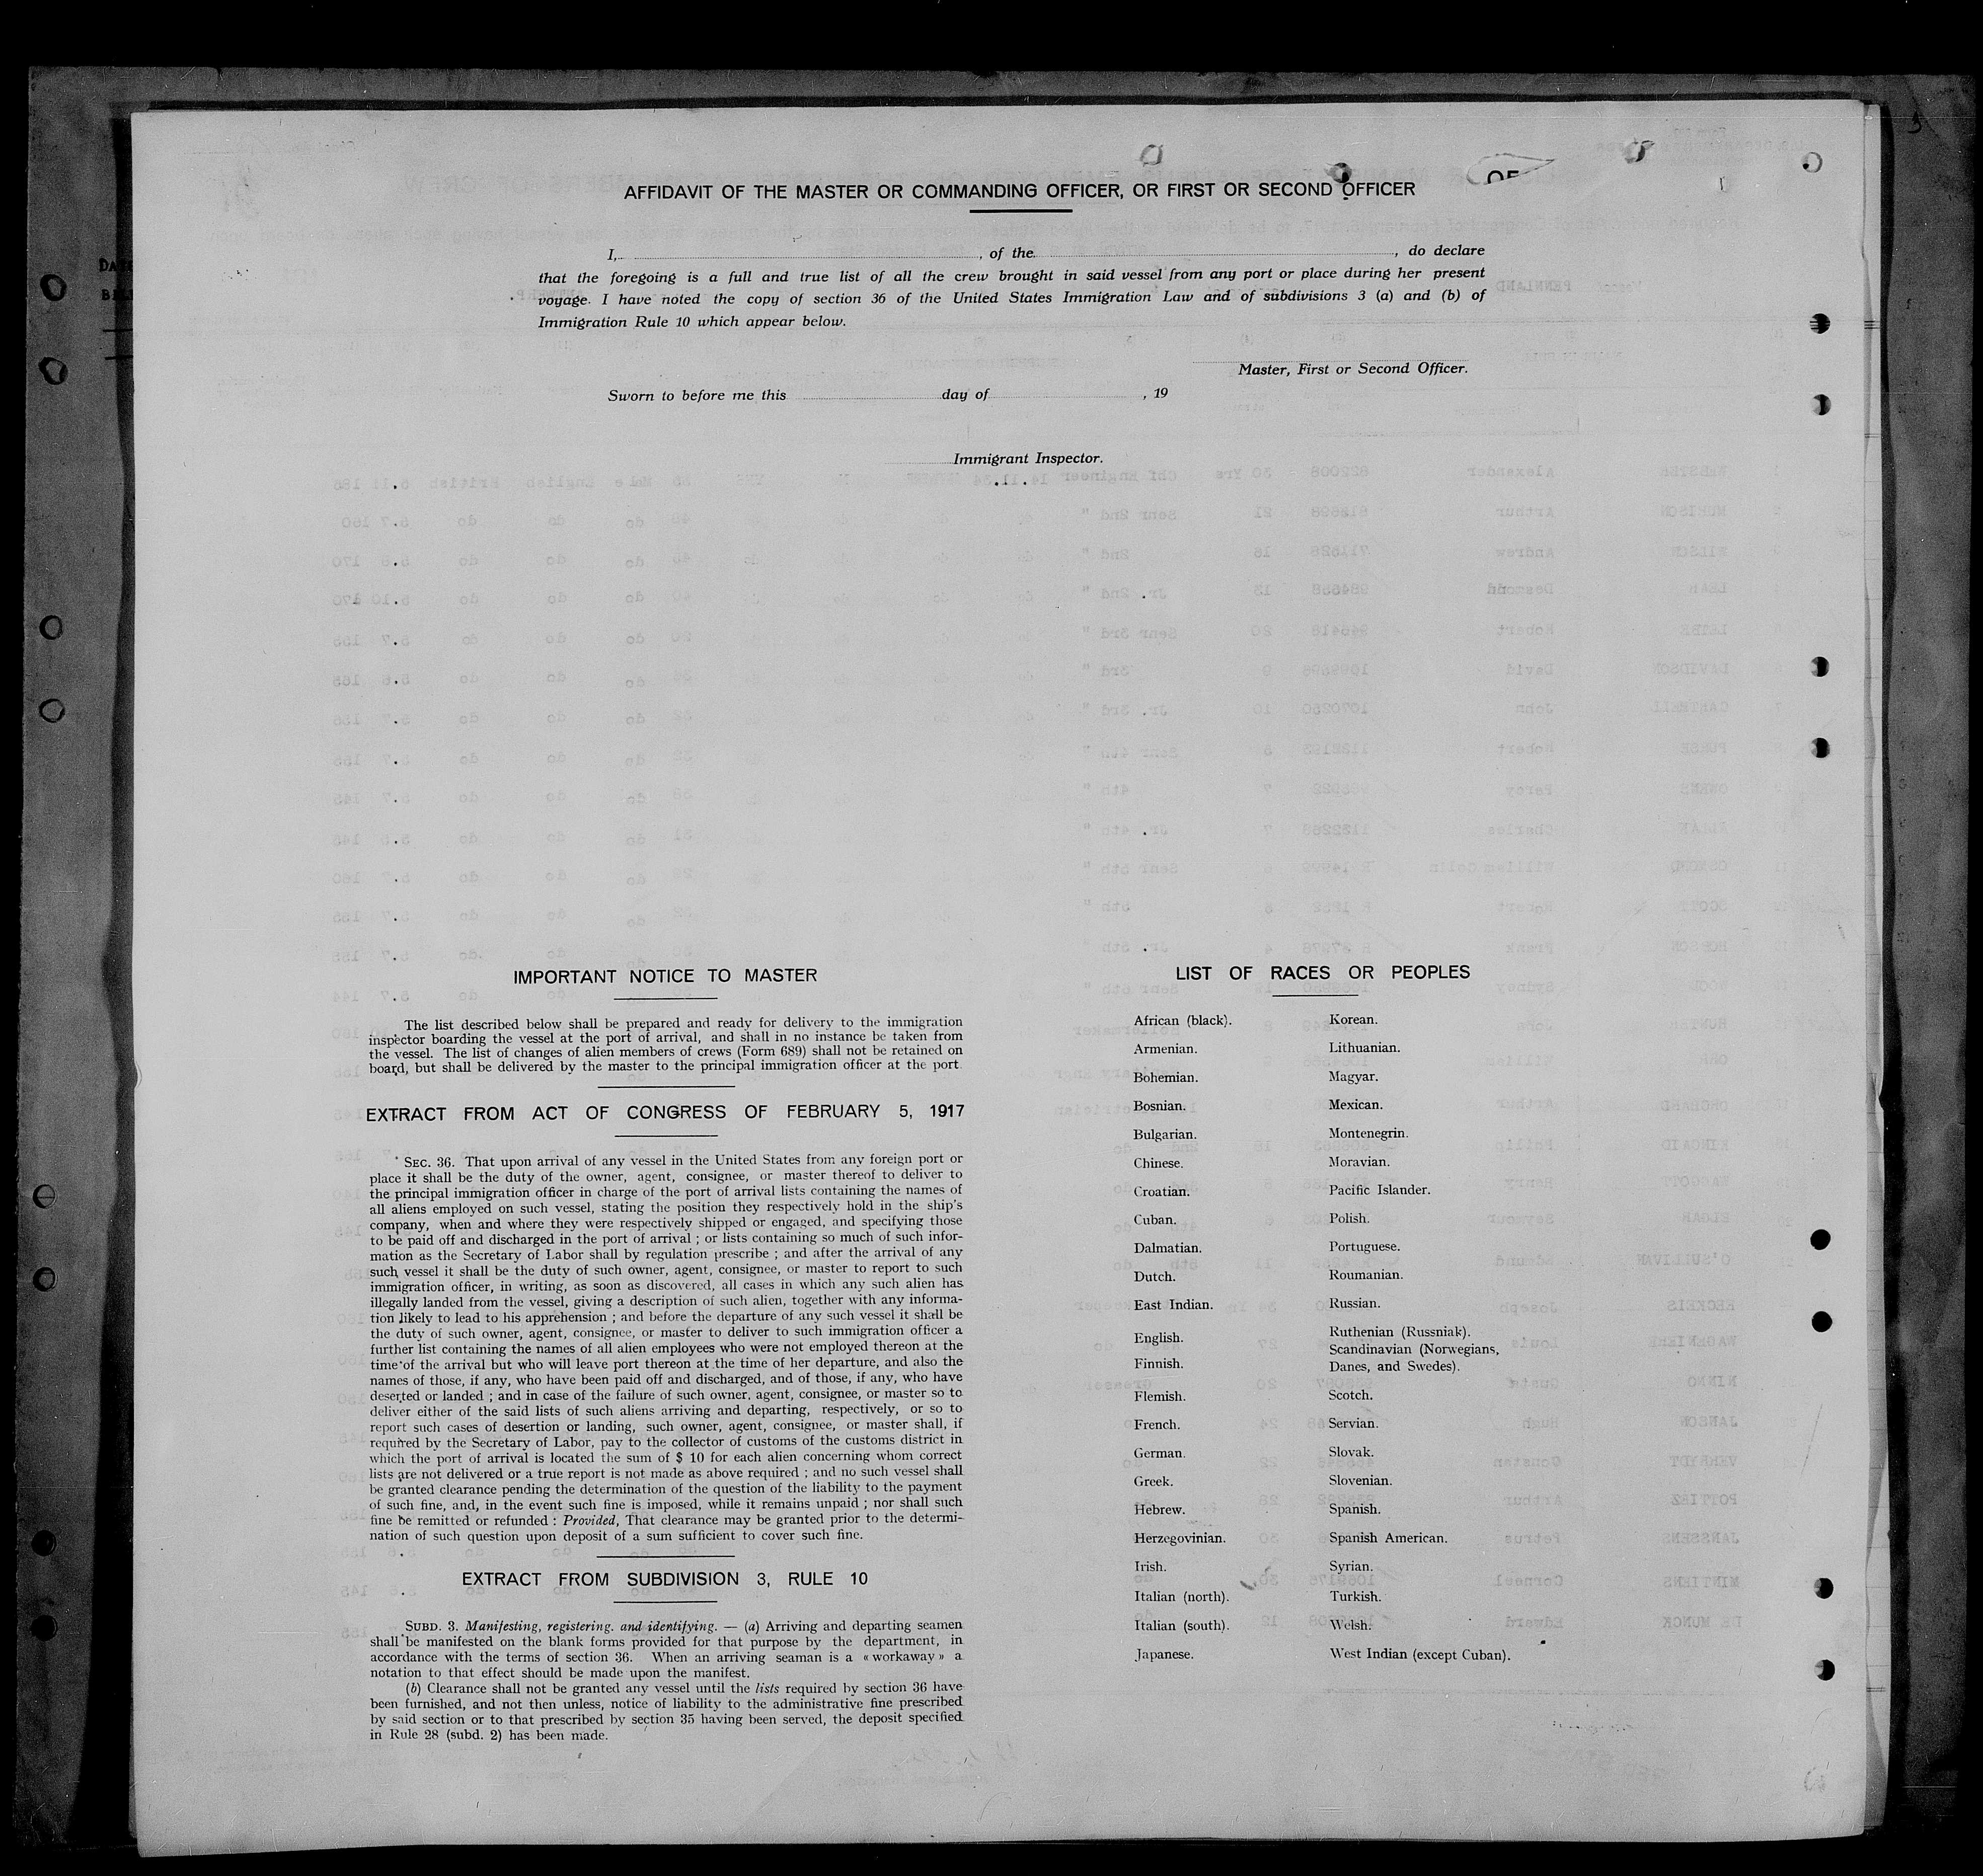 AFFIDAVIT OF THE MASTER OR COMMANDING OFFICER, OR FIRST OR SECOND OFFICER
I, , of the , do declare
that the foregoing is a full and true list of all the crew brought in said vessel from any port or place during her present
voyage. I have noted the copy of section 36 of the United States Immigration Law and of subdivisions 3 (a) and (b) of
Immigration Rule 10 which appear below.
Master, First or Second Officer.
Sworn to before me this day of , 19
Immigrant Inspector.
IMPORTANT NOTICE TO MASTER
The list described below shall be prepared and ready for delivery to the immigration
inspector boarding the vessel at the port of arrival, and shall in no instance be taken from
the vessel. The list of changes of alien members of crews (Form 689) shall not be retained on
board, but shall be delivered by the master to the principal immigration officer at the port.
EXTRACT FROM ACT OF CONGRESS OF FEBRUARY 5, 1917
SEC. 36. That upon arrival of any vessel in the United States from any foreign port or
place it shall be the duty of the owner, agent, consignee, or master thereof to deliver to
the principal immigration officer in charge of the port of arrival lists containing the names of
all aliens employed on such vessel, stating the position they respectively hold in the ship's
company, when and where they were respectively shipped or engaged, and specifying those
to be paid off and discharged in the port of arrival ; or lists containing so much of such infor-
mation as the Secretary of Labor shall by regulation prescribe ; and after the arrival of any
such vessel it shall be the duty of such owner, agent, consignee, or master to report to such
immigration officer, in writing, as soon as discovered, all cases in which any such alien has
illegally landed from the vessel, giving a description of such alien, together with any informa-
tion likely to lead to his apprehension ; and before the departure of any such vessel it shall be
the duty of such owner, agent, consignee, or master to deliver to such immigration officer a
further list containing the names of all alien employees who were not employed thereon at the
time of the arrival but who will leave port thereon at the time of her departure, and also the
names of those, if any, who have been paid off and discharged, and of those, if any, who have
deserted or landed ; and in case of the failure of such owner, agent, consignee, or master so to
deliver either of the said lists of such aliens arriving and departing, respectively, or so to
report such cases of desertion or landing, such owner, agent, consignee, or master shall, if
required by the Secretary of Labor, pay to the collector of customs of the customs district in
which the port of arrival is located the sum of $ 10 for each alien concerning whom correct
lists are not delivered or a true report is not made as above required ; and no such vessel shall
be granted clearance pending the determination of the question of the liability to the payment
of such fine, and, in the event such fine is imposed, while it remains unpaid ; nor shall such
fine be remitted or refunded : Provided, That clearance may be granted prior to the determi-
nation of such question upon deposit of a sum sufficient to cover such fine.
EXTRACT FROM SUBDIVISION 3, RULE 10
SUBD. 3. Manifesting, registering. and identifying. — (a) Arriving and departing seamen
shall be manifested on the blank forms provided for that purpose by the department, in
accordance with the terms of section 36. When an arriving seaman is a « workaway » a
notation to that effect should be made upon the manifest.
(b) Clearance shall not be granted any vessel until the lists required by section 36 have
been furnished, and not then unless, notice of liability to the administrative fine prescribed
by said section or to that prescribed by section 35 having been served, the deposit specified
in Rule 28 (subd. 2) has been made.
LIST OF RACES OR PEOPLES
African (black).
Armenian.
Bohemian.
Bosnian.
Bulgarian.
Chinese.
Croatian.
Cuban.
Dalmatian.
Dutch.
East Indian.
English.
Finnish.
Flemish.
French.
German.
Greek.
Hebrew.
Herzegovinian.
Irish.
Italian (north).
Italian (south).
Japanese.
Korean.
Lithuanian.
Magyar.
Mexican.
Montenegrin.
Moravian.
Pacific Islander.
Polish.
Portuguese.
Roumanian.
Russian.
Ruthenian (Russniak).
Scandinavian (Norwegians,
Danes, and Swedes).
Scotch.
Servian.
Slovak.
Slovenian.
Spanish.
Spanish American.
Syrian.
Turkish.
Welsh.
West Indian (except Cuban).